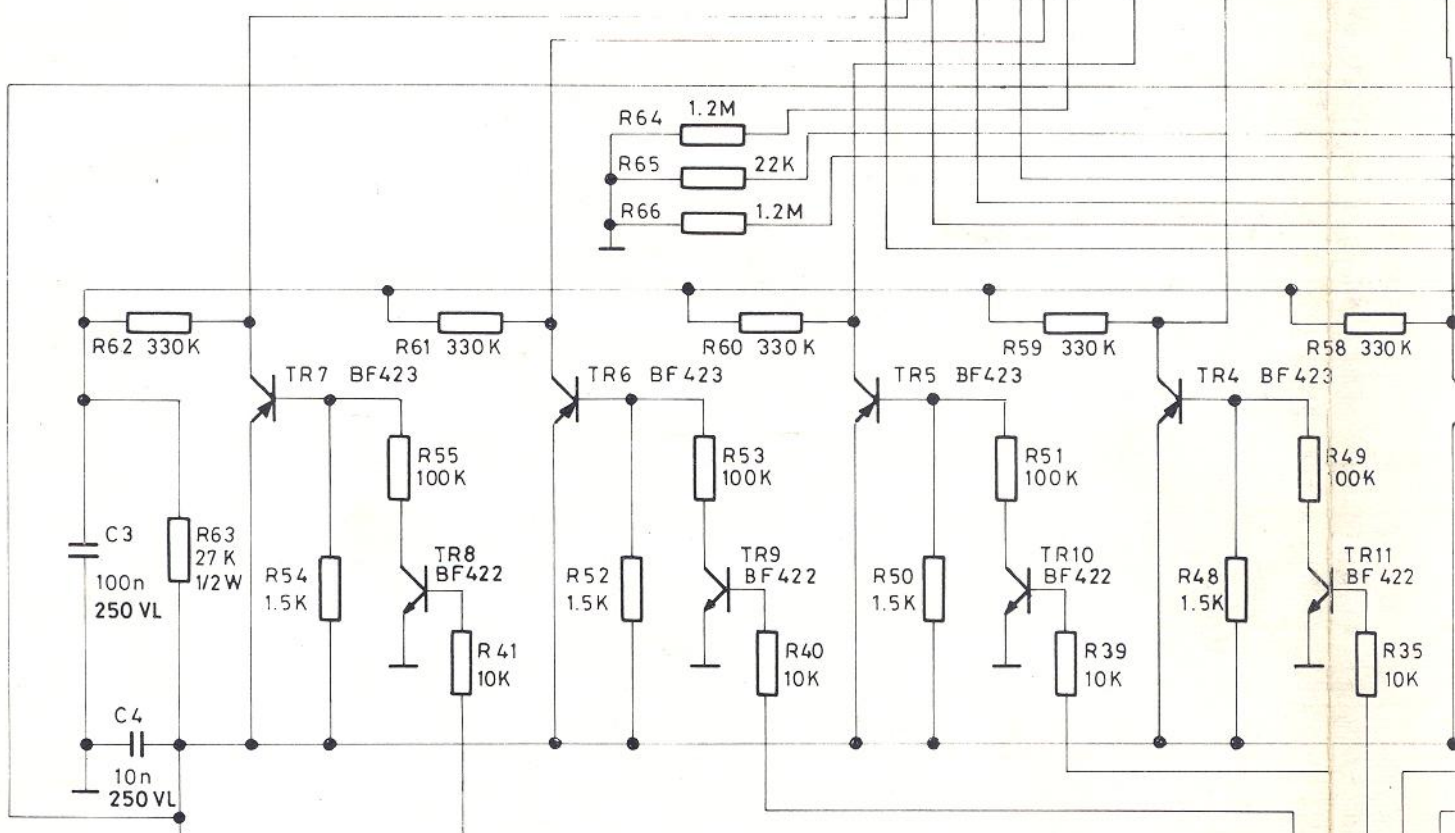 R64 1.2M
R65 22K
R66 1.2M
R62 330K
R61 330K
R60 330K
R59 330K
R58 330K
TR7 BF423
TR6 BF423
TR5 BF423
TR4 BF423
R55
100K
R53
100K
R51
100K
R49
100K
C3
100n
250 VL
R63
27 K
1/2 W
R54
1.5K
TR8
BF422
R52
1.5K
TR9
BF422
R50
1.5K
TR10
BF422
R48
1.5K
TR11
BF422
R41
10K
R40
10K
R39
10K
R35
10K
C4
10n
250 VL